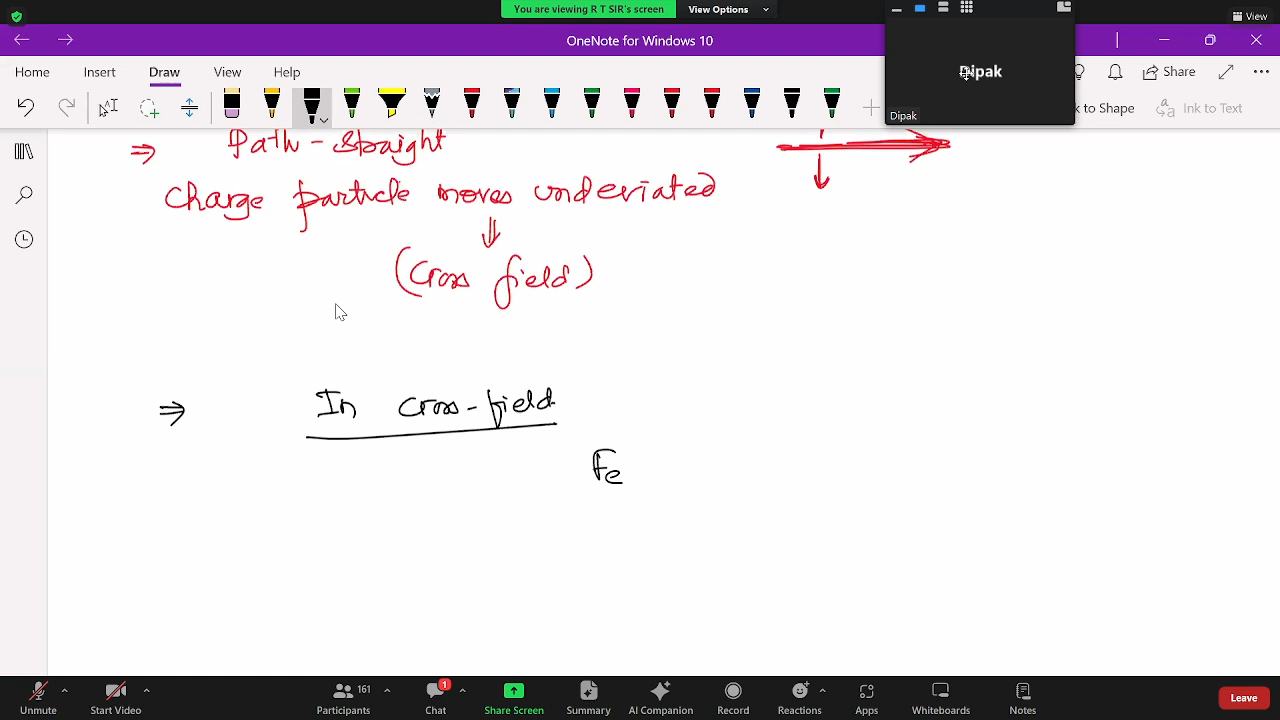 You are viewing R T SIR's screen View Options
View
OneNote for Windows 10
Dipak
Dipak
Home Insert Draw View Help
Share
k to Shape Ink to Text
⇒ Path - straight
Charge particle moves undeviated
⇓
(Cross field)
⇒ In cross-field
Fe
Unmute Start Video 161 Participants 1 Chat Share Screen Summary AI Companion Record Reactions Apps Whiteboards Notes Leave